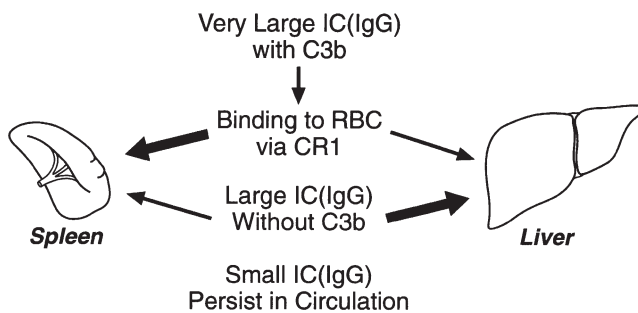 Very Large IC(IgG)
with C3b
Binding to RBC
via CR1
Large IC(IgG)
Without C3b
Spleen
Liver
Small IC(IgG)
Persist in Circulation